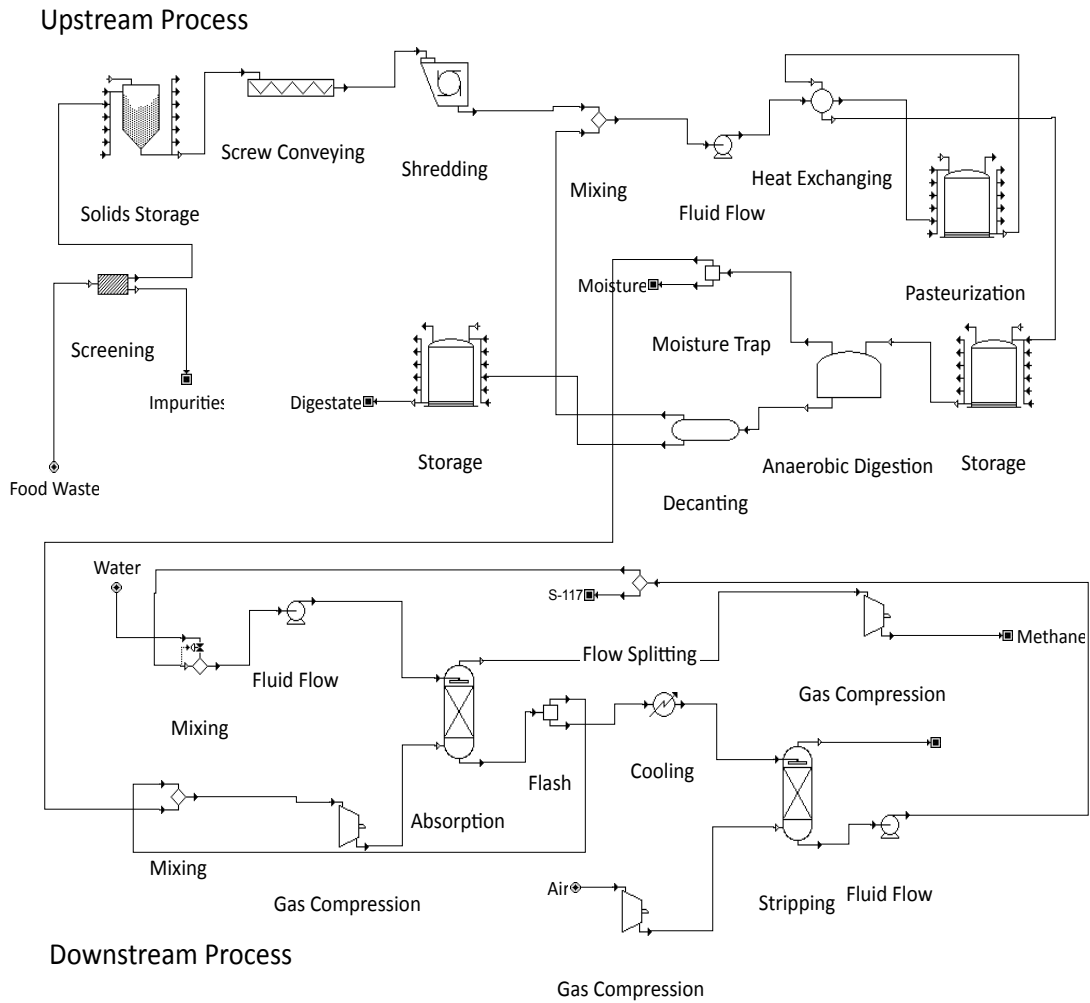 Upstream Process
Screw Conveying
Shredding
Mixing
Heat Exchanging
Fluid Flow
Solids Storage
Moisture
Pasteurization
Screening
Moisture Trap
Impurities
Digestate
Storage
Anaerobic Digestion
Storage
Food Waste
Decanting
Water
S-117
Methane
Flow Splitting
Fluid Flow
Mixing
Gas Compression
Flash
Cooling
Absorption
Mixing
Air
Stripping
Fluid Flow
Gas Compression
Downstream Process
Gas Compression